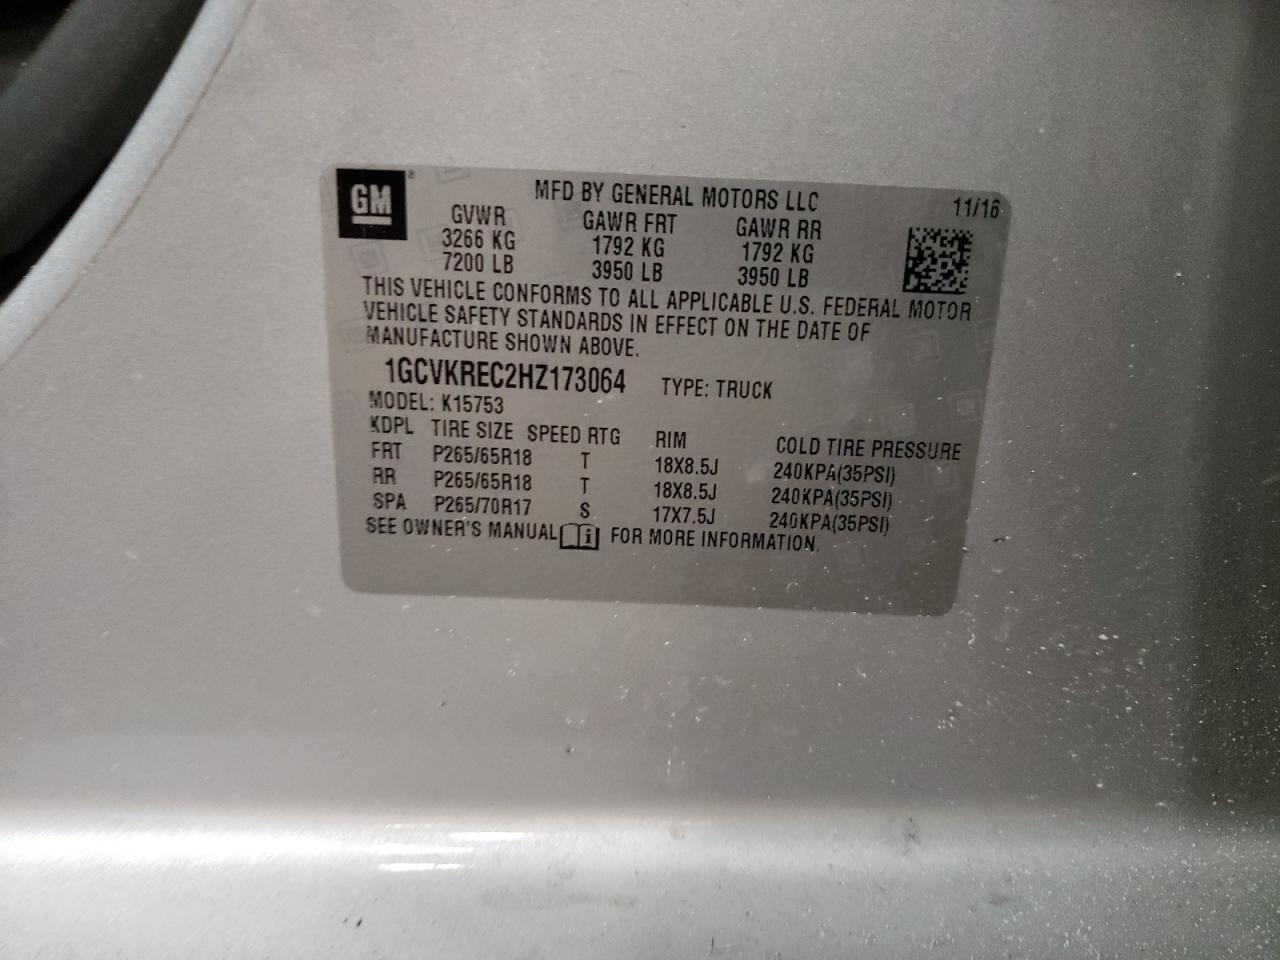 GM
MFD BY GENERAL MOTORS LLC 11/16
GVWR GAWR FRT GAWR RR
3266 KG 1792 KG 1792 KG
7200 LB 3950 LB 3950 LB
THIS VEHICLE CONFORMS TO ALL APPLICABLE U.S. FEDERAL MOTOR
VEHICLE SAFETY STANDARDS IN EFFECT ON THE DATE OF
MANUFACTURE SHOWN ABOVE.
1GCVKREC2HZ173064 TYPE: TRUCK
MODEL: K15753
KDPL TIRE SIZE SPEED RTG RIM COLD TIRE PRESSURE
FRT P265/65R18 T 18X8.5J 240KPA(35PSI)
RR P265/65R18 T 18X8.5J 240KPA(35PSI)
SPA P265/70R17 S 17X7.5J 240KPA(35PSI)
SEE OWNER'S MANUAL i FOR MORE INFORMATION.